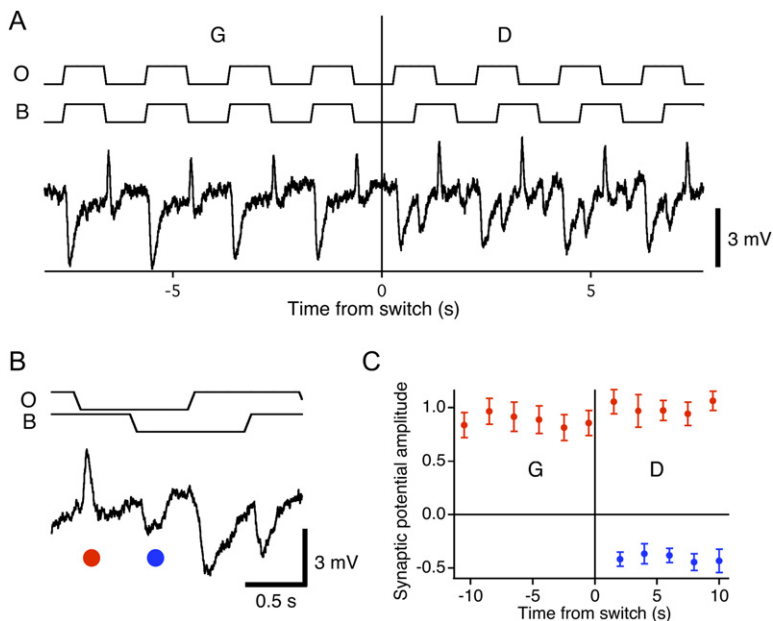 A
G D
O
B
3 mV
-5 0 5
Time from switch (s)
B
O
B
3 mV
0.5 s
C
Synaptic potential amplitude
1.0
0.5
0.0
-0.5
G D
-10 -5 0 5 10
Time from switch (s)